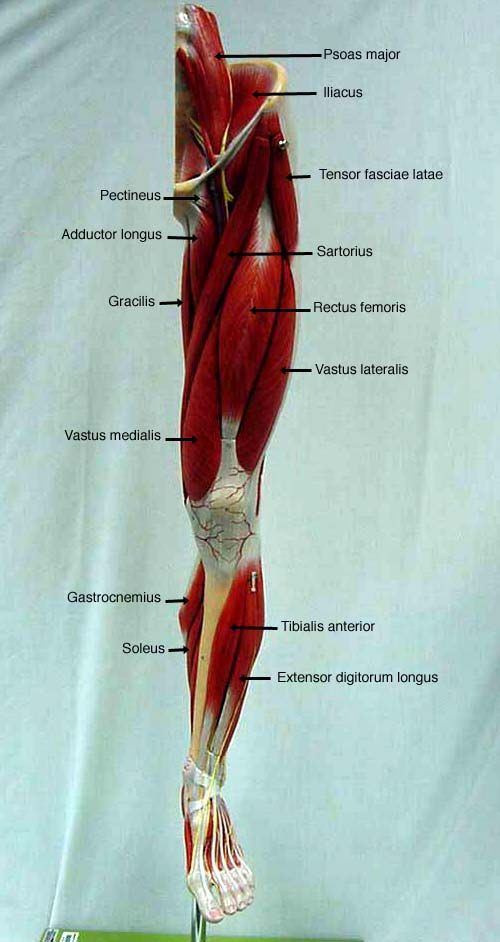 Psoas major
Iliacus
Tensor fasciae latae
Pectineus
Adductor longus
Sartorius
Gracilis
Rectus femoris
Vastus lateralis
Vastus medialis
Gastrocnemius
Tibialis anterior
Soleus
Extensor digitorum longus